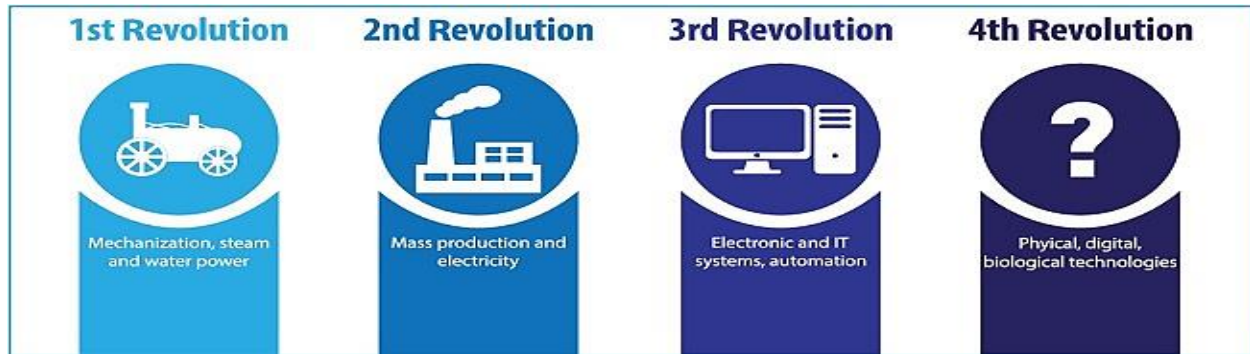 1st Revolution
Mechanization, steam
and water power
2nd Revolution
Mass production and
electricity
3rd Revolution
Electronic and IT
systems, automation
4th Revolution
?
Phyical, digital,
biological technologies